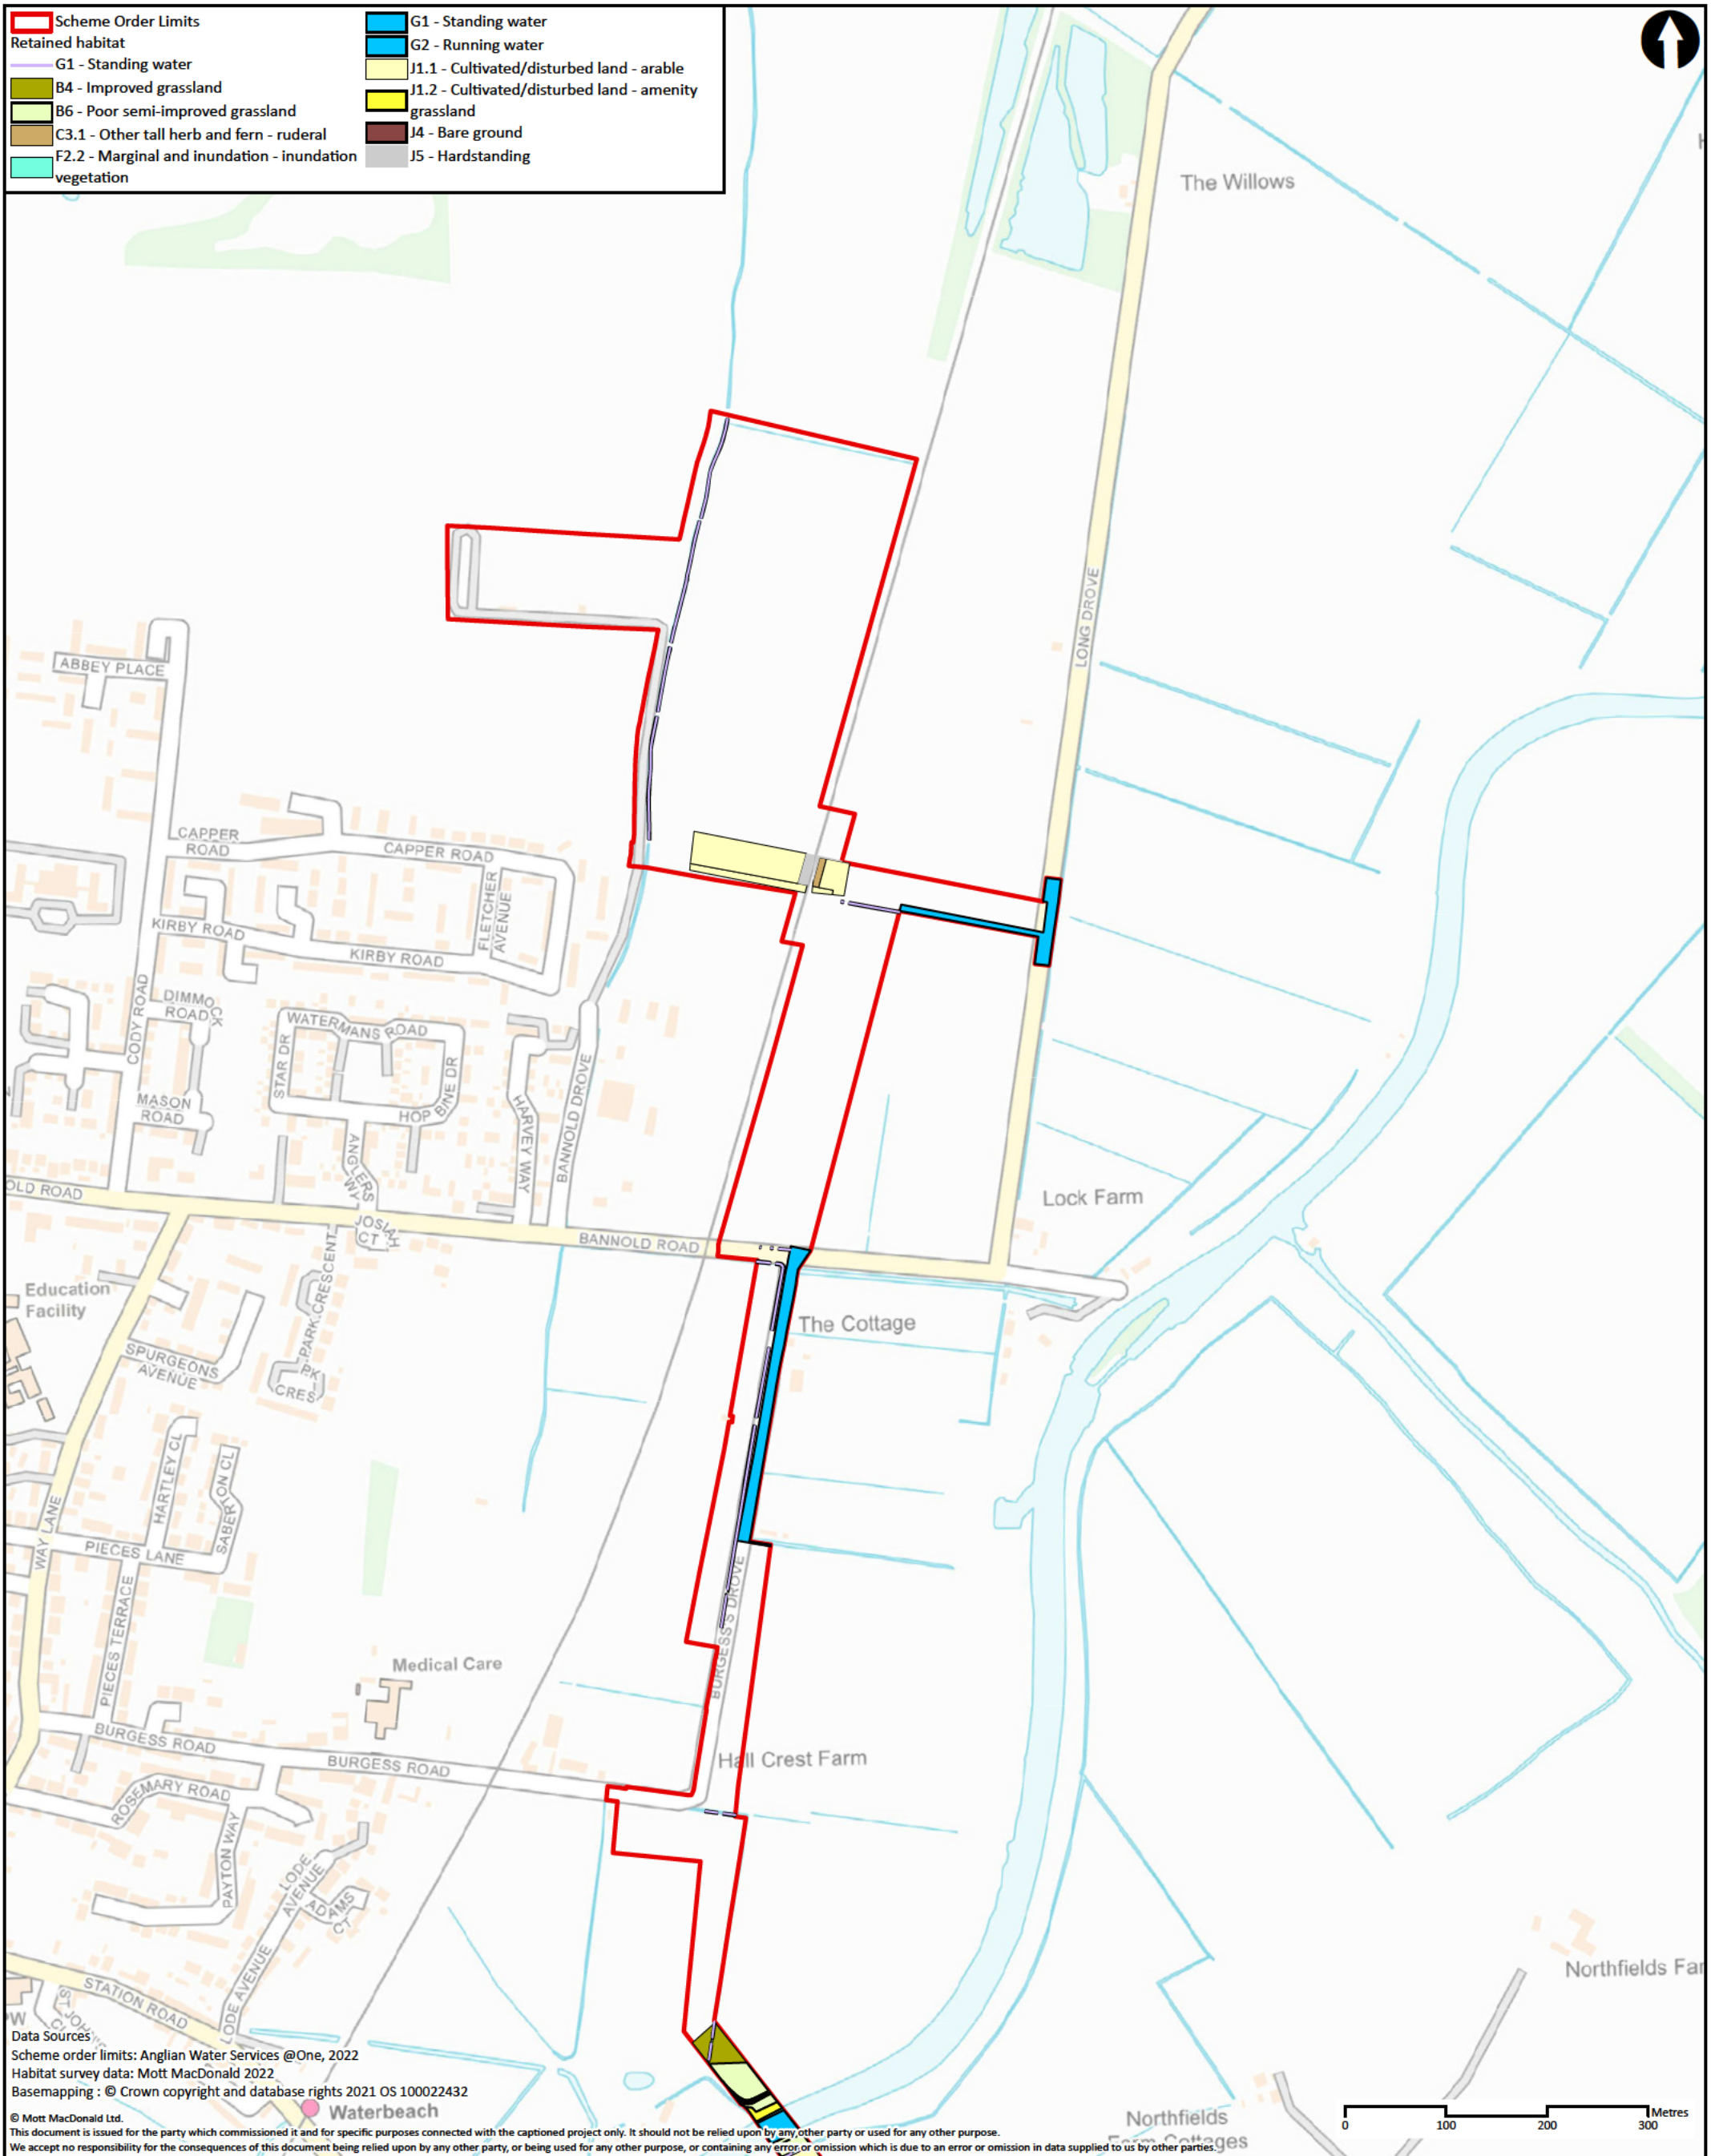 Scheme Order Limits
Retained habitat
G1 - Standing water
B4 - Improved grassland
B6 - Poor semi-improved grassland
C3.1 - Other tall herb and fern - ruderal
F2.2 - Marginal and inundation - inundation
vegetation
G1 - Standing water
G2 - Running water
J1.1 - Cultivated/disturbed land - arable
J1.2 - Cultivated/disturbed land - amenity
grassland
J4 - Bare ground
J5 - Hardstanding
The Willows
LONG DROVE
ABBEY PLACE
CAPPER
ROAD
CAPPER ROAD
FLETCHER
AVENUE
KIRBY ROAD
KIRBY ROAD
CODY ROAD
DIMMOCK
ROAD
WATERMANS ROAD
STAR DR
HOP BINE DR
MASON
ROAD
ANGLERS
WY
HARVEY WAY
BANNOLD DROVE
OLD ROAD
JOSIAH
CT
BANNOLD ROAD
Lock Farm
Education
Facility
PARK CRESCENT
PK
CRES
SPURGEONS
AVENUE
The Cottage
HARTLEY CL
SABERTON CL
WAY LANE
PIECES LANE
PIECES TERRACE
BURGESS'S DROVE
Medical Care
BURGESS ROAD
BURGESS ROAD
Hall Crest Farm
ROSEMARY ROAD
PAYTON WAY
LODE
AVENUE
ADAMS
CT
LODE AVENUE
STATION ROAD
ST JOHN'S
CL
Northfields Far
Data Sources
Scheme order limits: Anglian Water Services @One, 2022
Habitat survey data: Mott MacDonald 2022
Basemapping : © Crown copyright and database rights 2021 OS 100022432
Waterbeach
Northfields
Farm Cottages
Metres
0 100 200 300
© Mott MacDonald Ltd.
This document is issued for the party which commissioned it and for specific purposes connected with the captioned project only. It should not be relied upon by any other party or used for any other purpose.
We accept no responsibility for the consequences of this document being relied upon by any other party, or being used for any other purpose, or containing any error or omission which is due to an error or omission in data supplied to us by other parties.